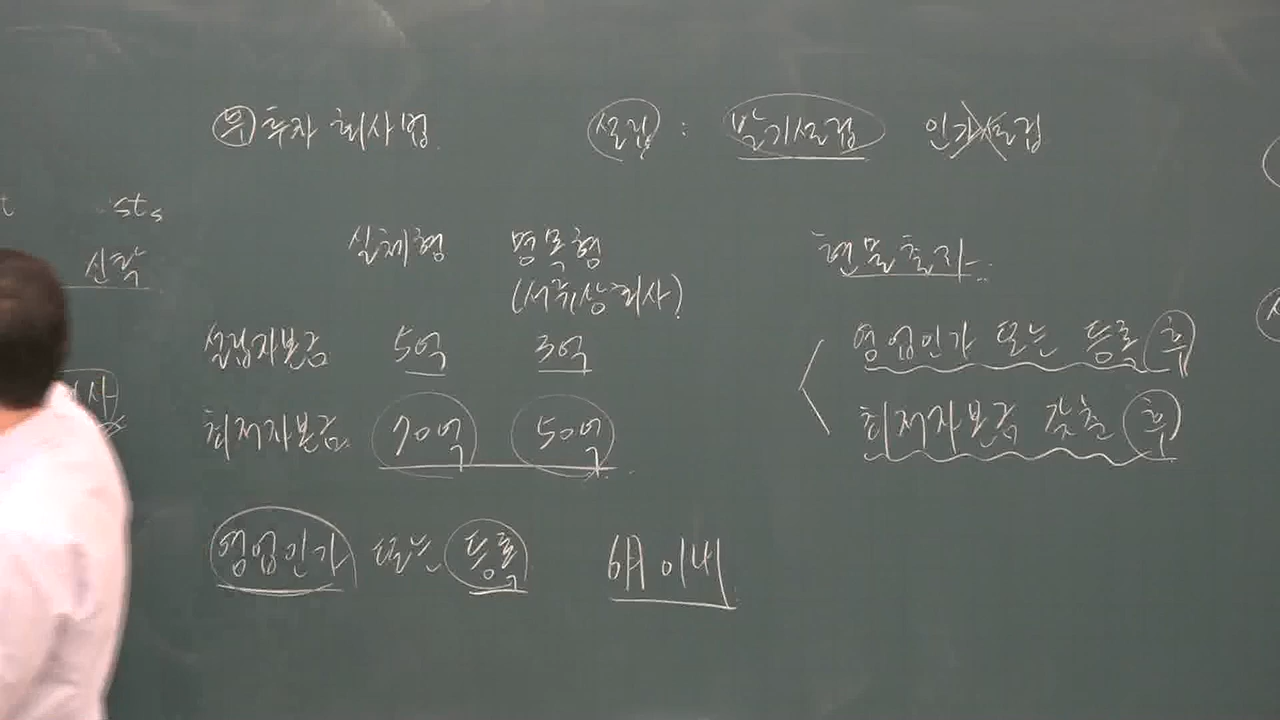 부투자회사법
설립 : 발기설립 인가설립
sts
신탁
실체형 명목형
(서류상회사)
설립자본금 5억 3억
최저자본금 70억 50억
영업인가 또는 등록 6月 이내
현물출자
영업인가 또는 등록 후
최저자본금 갖춘 후